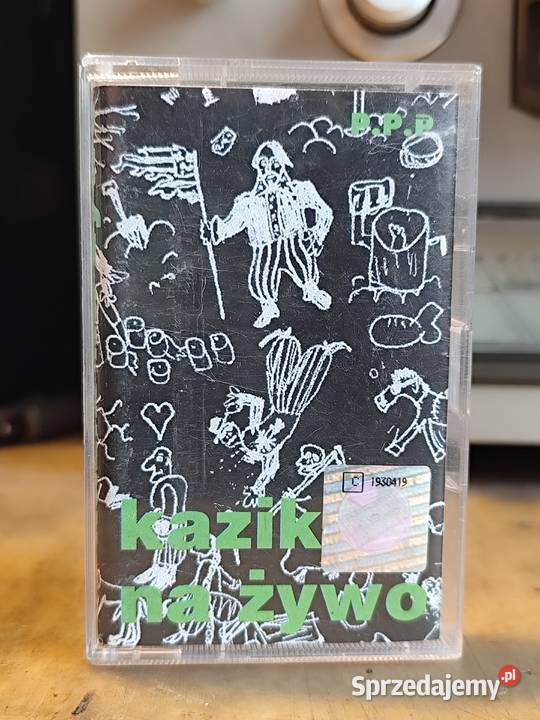 P.P.P
C 1930419
kazik
na żywo
Sprzedajemy.pl